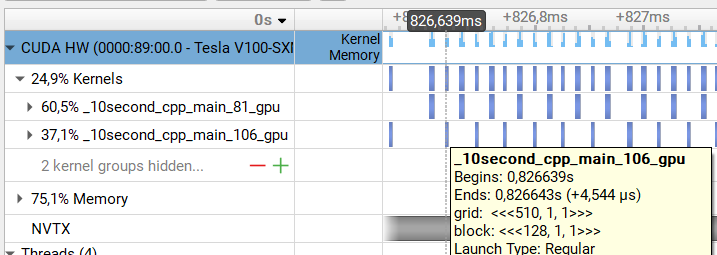 0s
+8
826,639ms
+826,8ms
+827ms
CUDA HW (0000:89:00.0 - Tesla V100-SXI
Kernel
Memory
24,9% Kernels
60,5% _10second_cpp_main_81_gpu
37,1% _10second_cpp_main_106_gpu
2 kernel groups hidden...
75,1% Memory
NVTX
Threads (4)
_10second_cpp_main_106_gpu
Begins: 0,826639s
Ends: 0,826643s (+4,544 μs)
grid: <<<510, 1, 1>>>
block: <<<128, 1, 1>>>
Launch Type: Regular